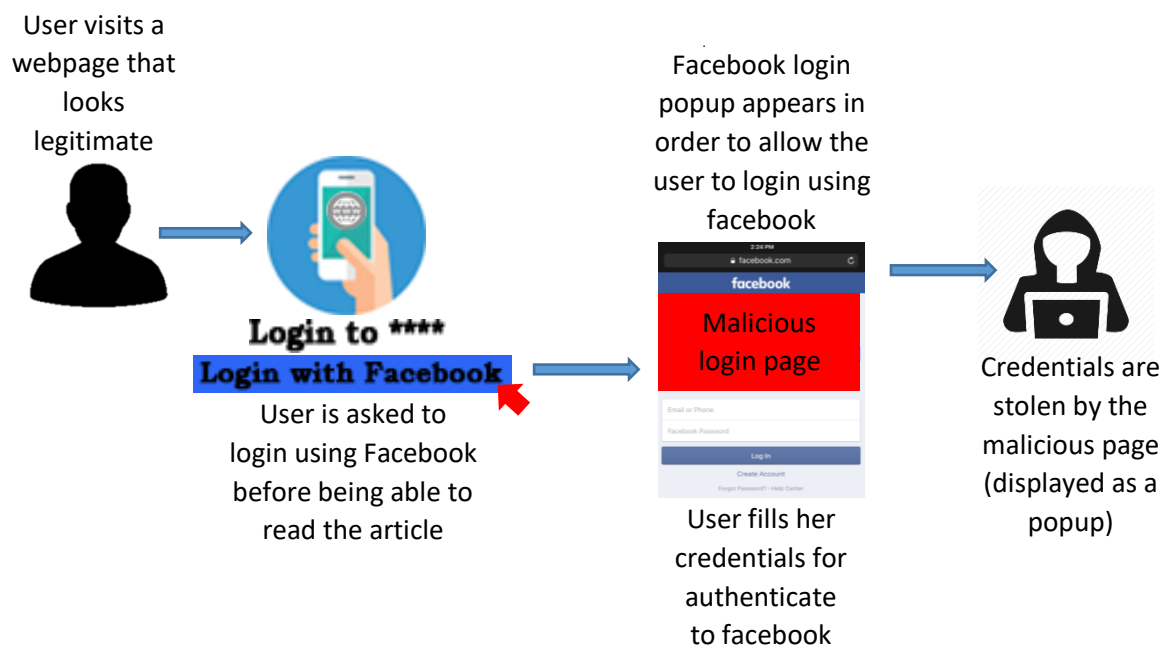 User visits a
webpage that
looks
legitimate
www
Login to ****
Login with Facebook
User is asked to
login using Facebook
before being able to
read the article
Facebook login
popup appears in
order to allow the
user to login using
facebook
2:24 PM
facebook.com
facebook
Malicious
login page
Email or Phone
Facebook Password
Log In
Create Account
Forgot Password? · Help Center
User fills her
credentials for
authenticate
to facebook
Credentials are
stolen by the
malicious page
(displayed as a
popup)